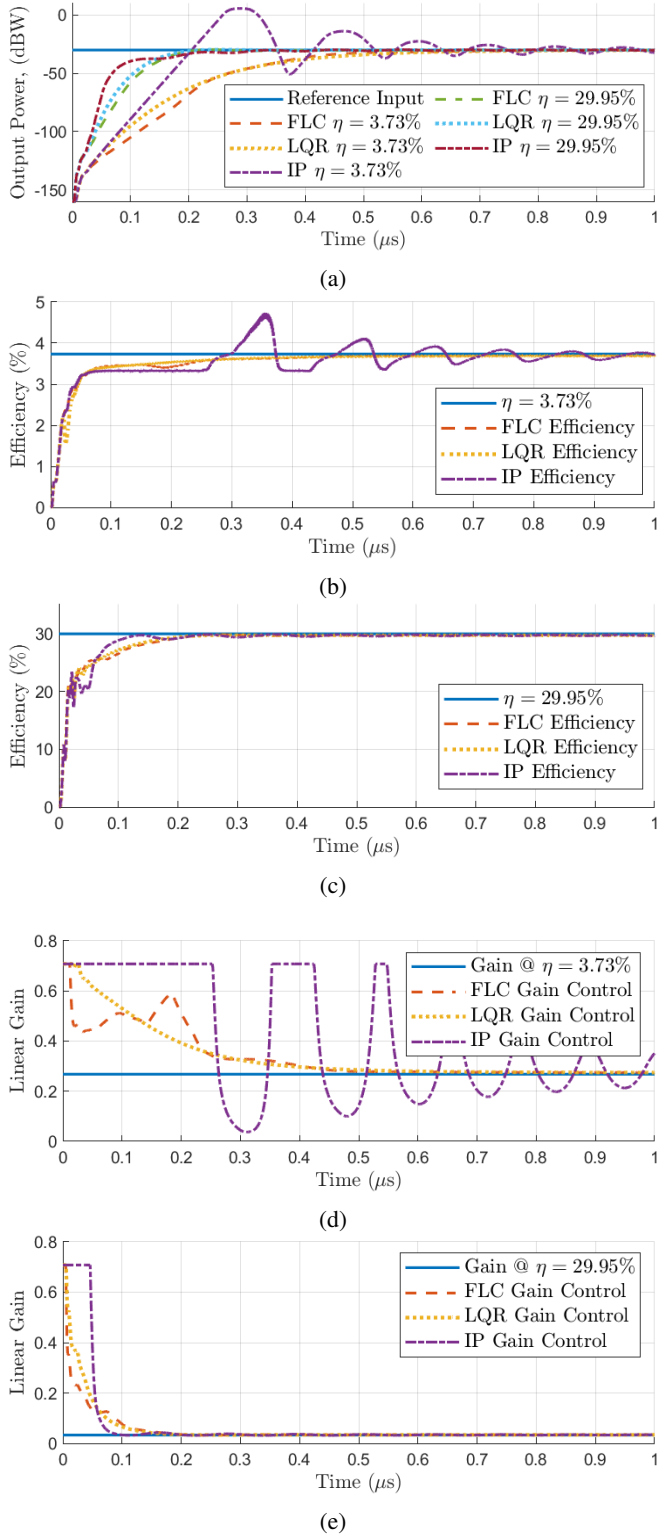 Output Power, (dBW)
0
-50
-100
-150
Reference Input
FLC η = 3.73%
LQR η = 3.73%
IP η = 3.73%
FLC η = 29.95%
LQR η = 29.95%
IP η = 29.95%
0 0.1 0.2 0.3 0.4 0.5 0.6 0.7 0.8 0.9 1
Time (μs)
(a)
Efficiency (%)
5
4
3
2
1
0
η = 3.73%
FLC Efficiency
LQR Efficiency
IP Efficiency
0 0.1 0.2 0.3 0.4 0.5 0.6 0.7 0.8 0.9 1
Time (μs)
(b)
Efficiency (%)
30
20
10
0
η = 29.95%
FLC Efficiency
LQR Efficiency
IP Efficiency
0 0.1 0.2 0.3 0.4 0.5 0.6 0.7 0.8 0.9 1
Time (μs)
(c)
Linear Gain
0.8
0.6
0.4
0.2
0
Gain @ η = 3.73%
FLC Gain Control
LQR Gain Control
IP Gain Control
0 0.1 0.2 0.3 0.4 0.5 0.6 0.7 0.8 0.9 1
Time (μs)
(d)
Linear Gain
0.8
0.6
0.4
0.2
0
Gain @ η = 29.95%
FLC Gain Control
LQR Gain Control
IP Gain Control
0 0.1 0.2 0.3 0.4 0.5 0.6 0.7 0.8 0.9 1
Time (μs)
(e)